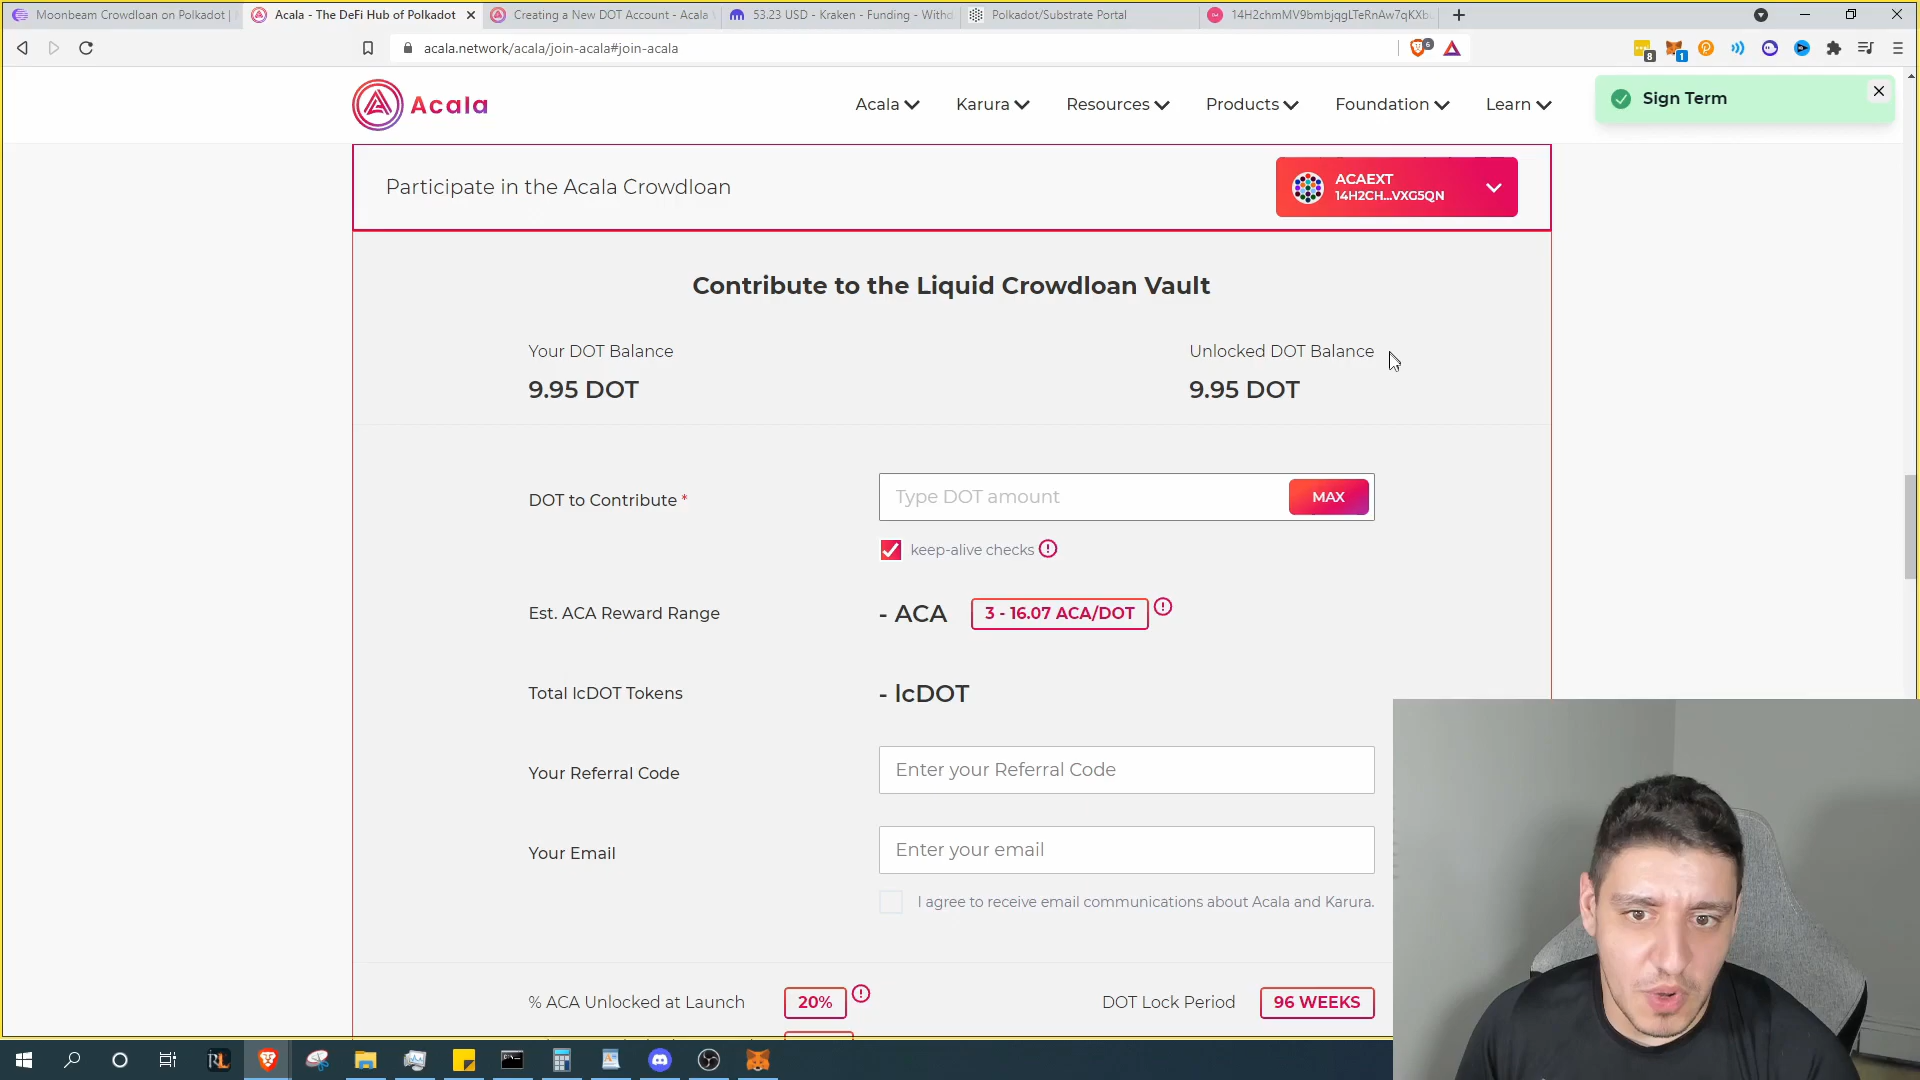 Moonbeam Crowdloan on Polkadot |
Acala - The DeFi Hub of Polkadot
Creating a New DOT Account - Acala
53.23 USD - Kraken - Funding - Withd
Polkadot/Substrate Portal
14H2chmMV9bmbjqgLTeRnAw7qKXb
acala.network/acala/join-acala#join-acala
6
8
1
Acala
Acala
Karura
Resources
Products
Foundation
Learn
Sign Term
Participate in the Acala Crowdloan
ACAEXT
14H2CH...VXG5QN
Contribute to the Liquid Crowdloan Vault
Your DOT Balance
Unlocked DOT Balance
9.95 DOT
9.95 DOT
DOT to Contribute *
Type DOT amount
MAX
keep-alive checks
Est. ACA Reward Range
- ACA
3 - 16.07 ACA/DOT
Total lcDOT Tokens
- lcDOT
Your Referral Code
Enter your Referral Code
Your Email
Enter your email
I agree to receive email communications about Acala and Karura.
% ACA Unlocked at Launch
20%
DOT Lock Period
96 WEEKS